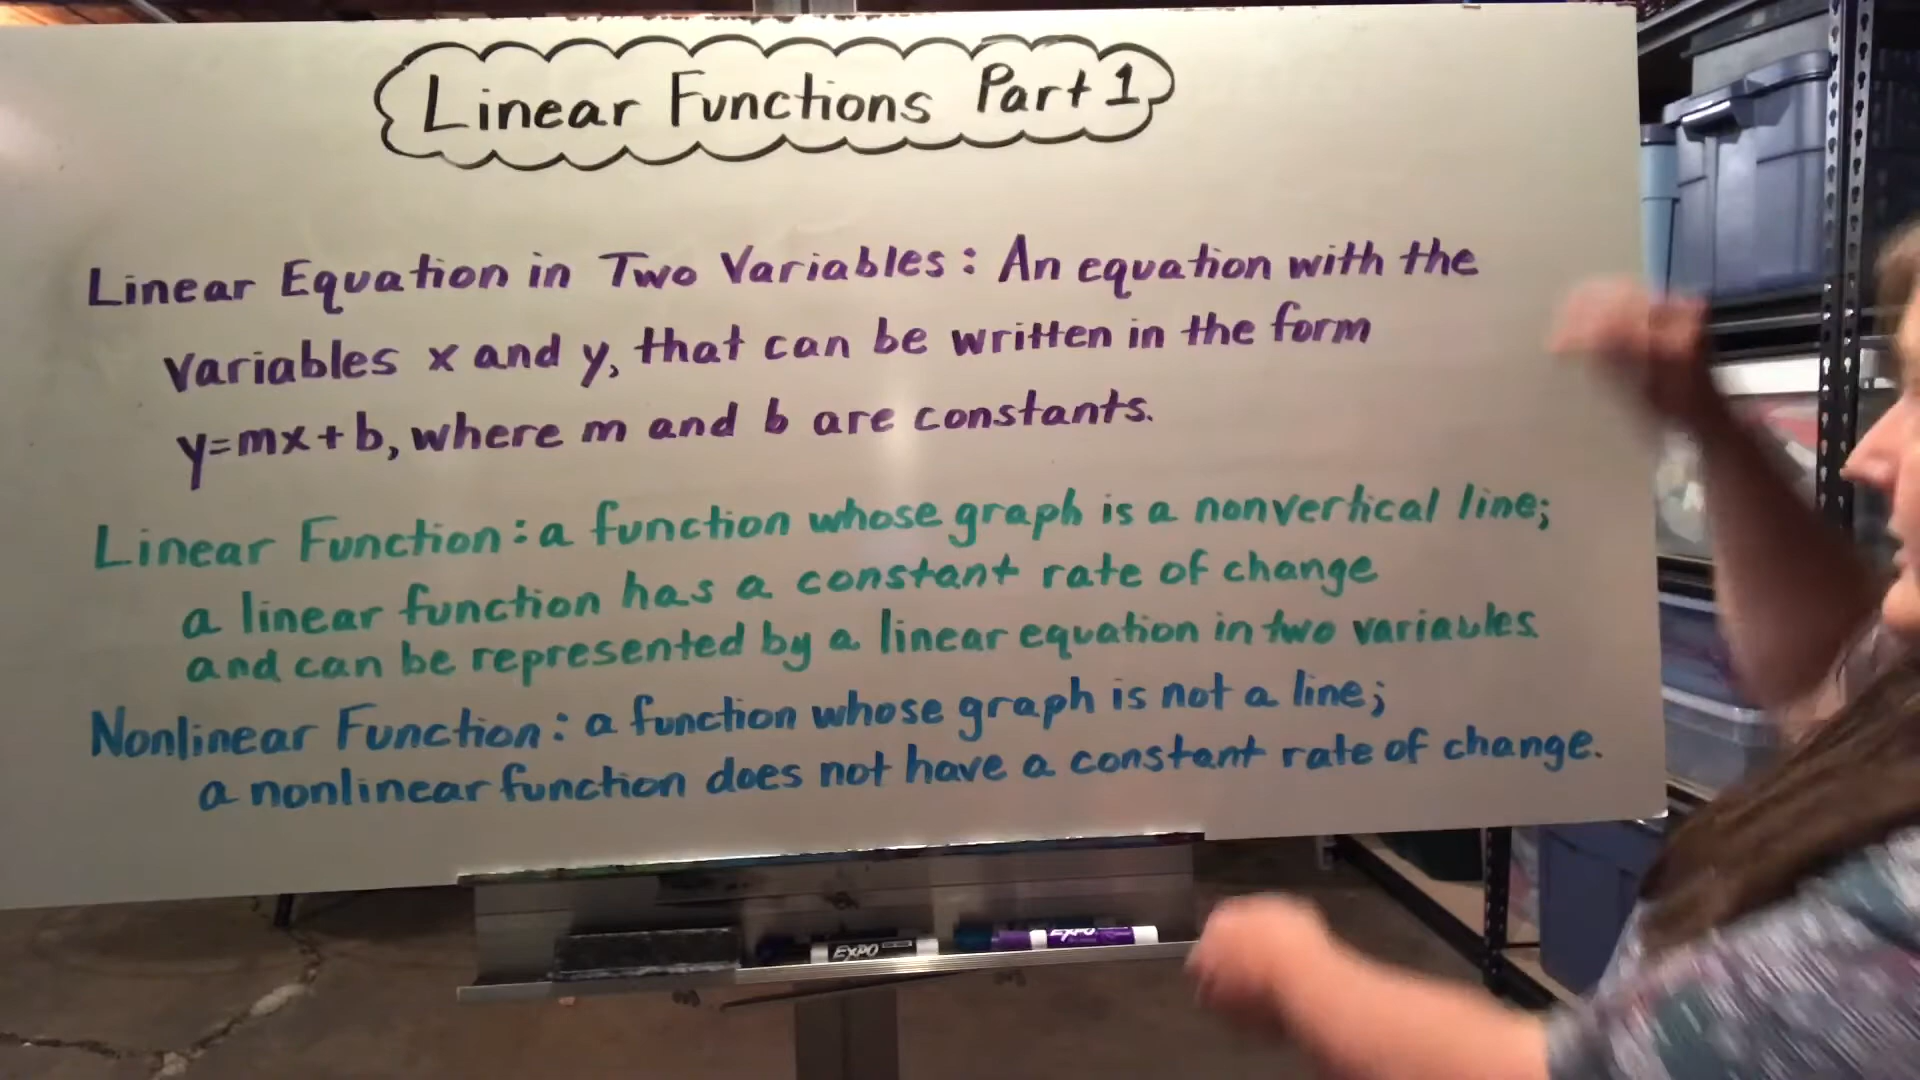 Linear Functions Part 1
Linear Equation in Two Variables: An equation with the
variables x and y, that can be written in the form
y=mx+b, where m and b are constants.
Linear Function: a function whose graph is a nonvertical line;
a linear function has a constant rate of change
and can be represented by a linear equation in two variables
Nonlinear Function: a function whose graph is not a line;
a nonlinear function does not have a constant rate of change.
EXPO
EXPO